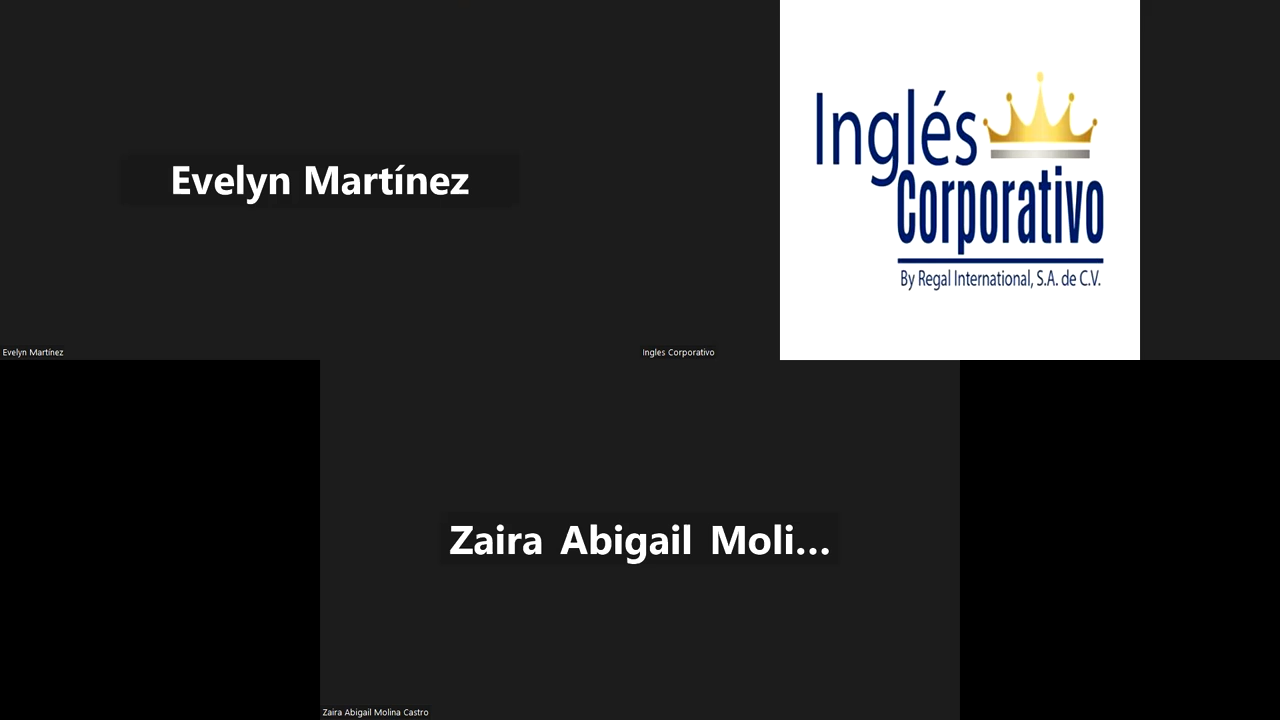 Evelyn Martínez
Inglés
Corporativo
By Regal International, S.A. de C.V.
Evelyn Martínez
Ingles Corporativo
Zaira Abigail Moli...
Zaira Abigail Molina Castro